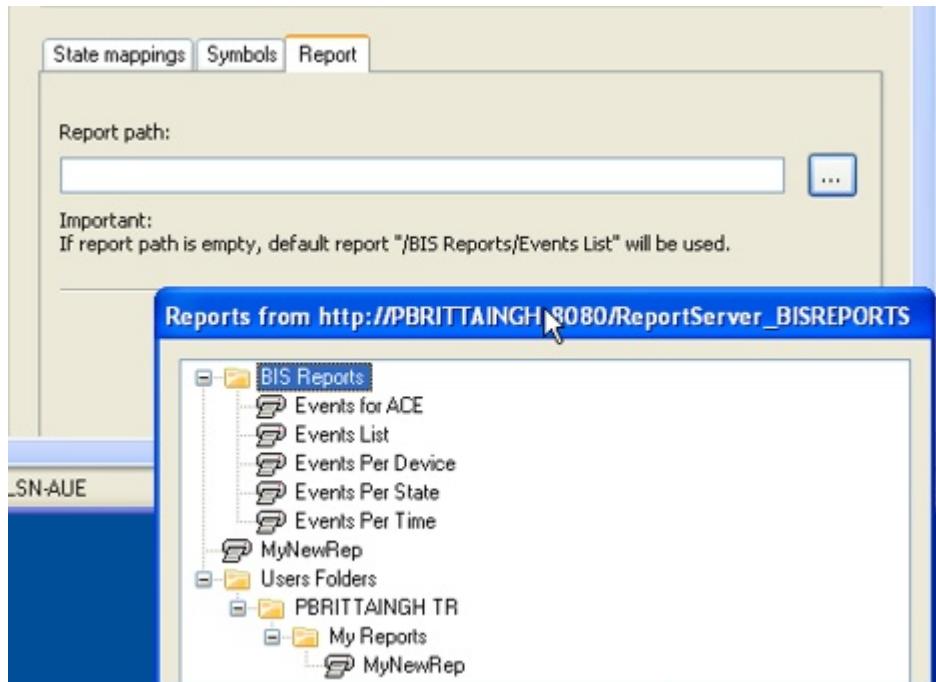 State mappings Symbols Report
Report path:
...
Important:
If report path is empty, default report "/BIS Reports/Events List" will be used.
Reports from http://PBRITTAINGH:8080/ReportServer_BISREPORTS
BIS Reports
Events for ACE
Events List
Events Per Device
Events Per State
LSN-AUE
Events Per Time
MyNewRep
Users Folders
PBRITTAINGH TR
My Reports
MyNewRep